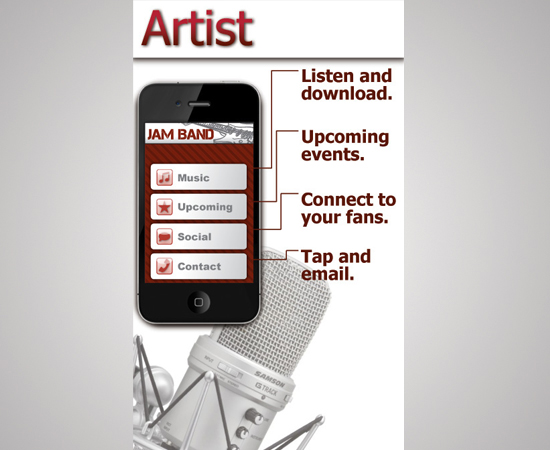 Artist
Listen and
download.
JAM BAND
Upcoming
events.
Music
Upcoming
Connect to
your fans.
Social
Tap and
email.
Contact
SAMSON
G TRACK